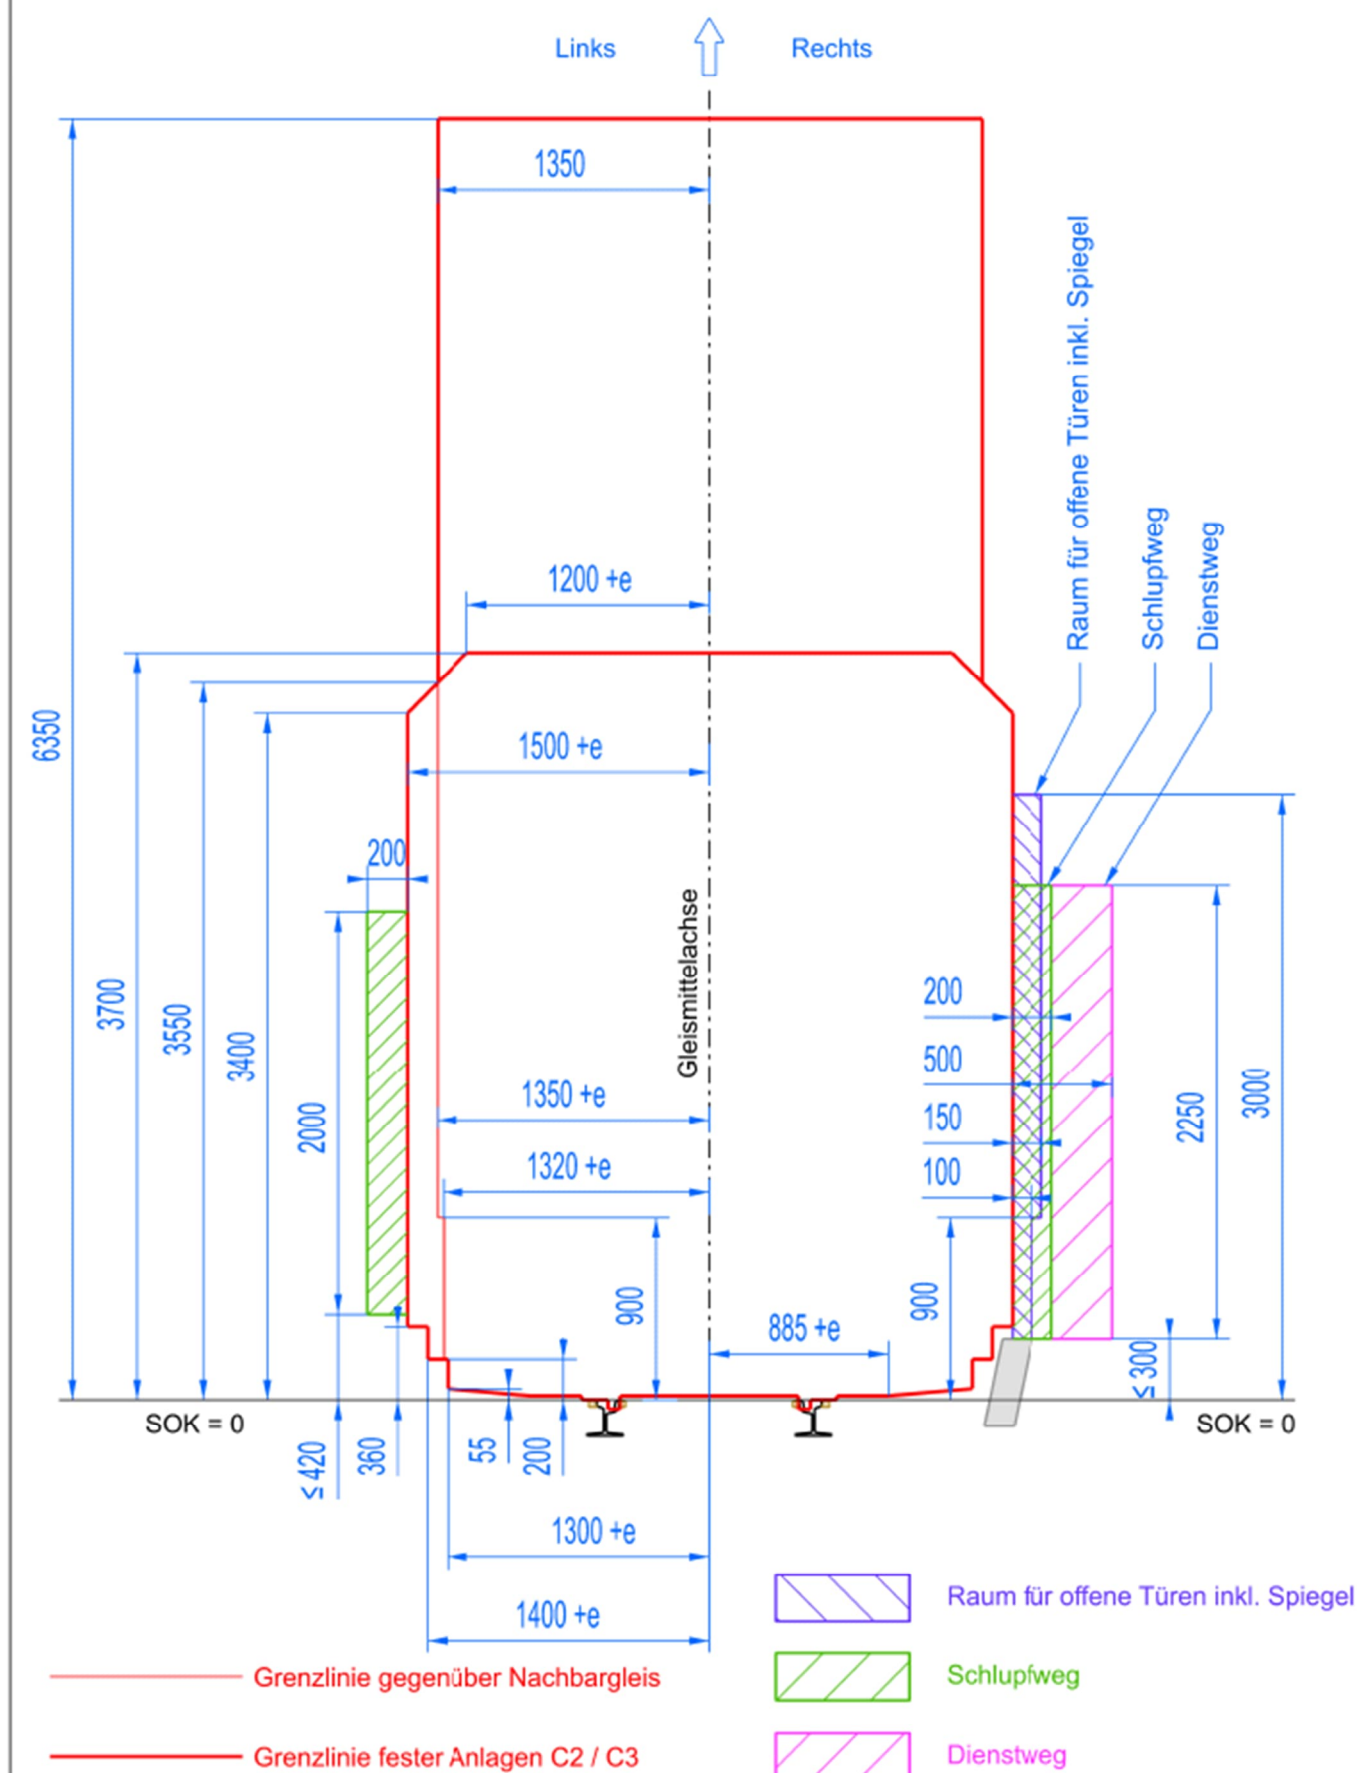 Links
Rechts
1350
Raum für offene Türen inkl. Spiegel
Schlupfweg
Dienstweg
1200 +e
6350
1500 +e
200
3700
3550
3400
2000
Gleismittelachse
200
500
150
100
2250
3000
1350 +e
1320 +e
900
885 +e
900
≤ 300
SOK = 0
SOK = 0
≤ 420
360
55
200
1300 +e
1400 +e
Raum für offene Türen inkl. Spiegel
Grenzlinie gegenüber Nachbargleis
Schlupfweg
Grenzlinie fester Anlagen C2 / C3
Dienstweg